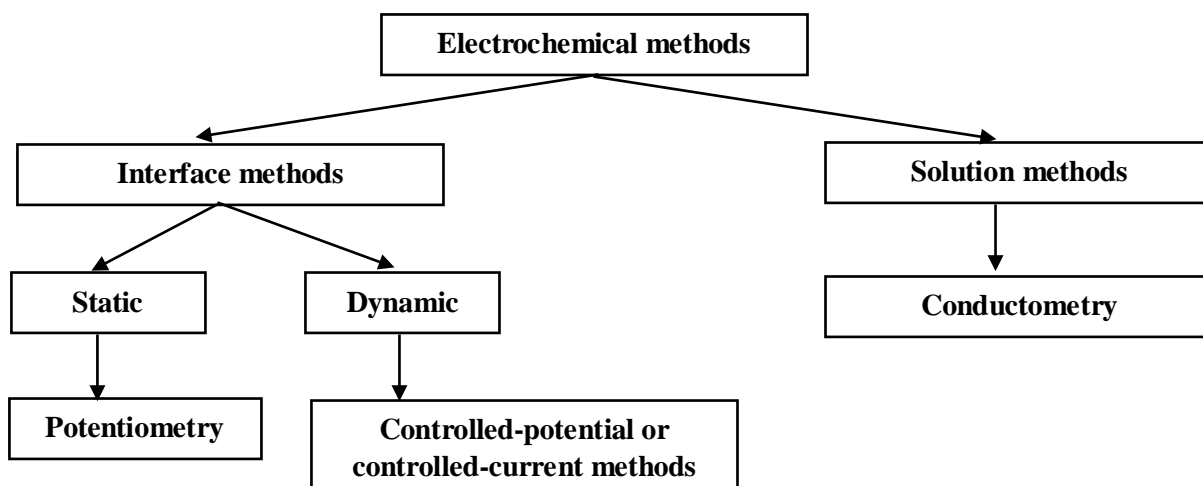 Electrochemical methods
Interface methods
Solution methods
Static
Dynamic
Conductometry
Potentiometry
Controlled-potential or
controlled-current methods